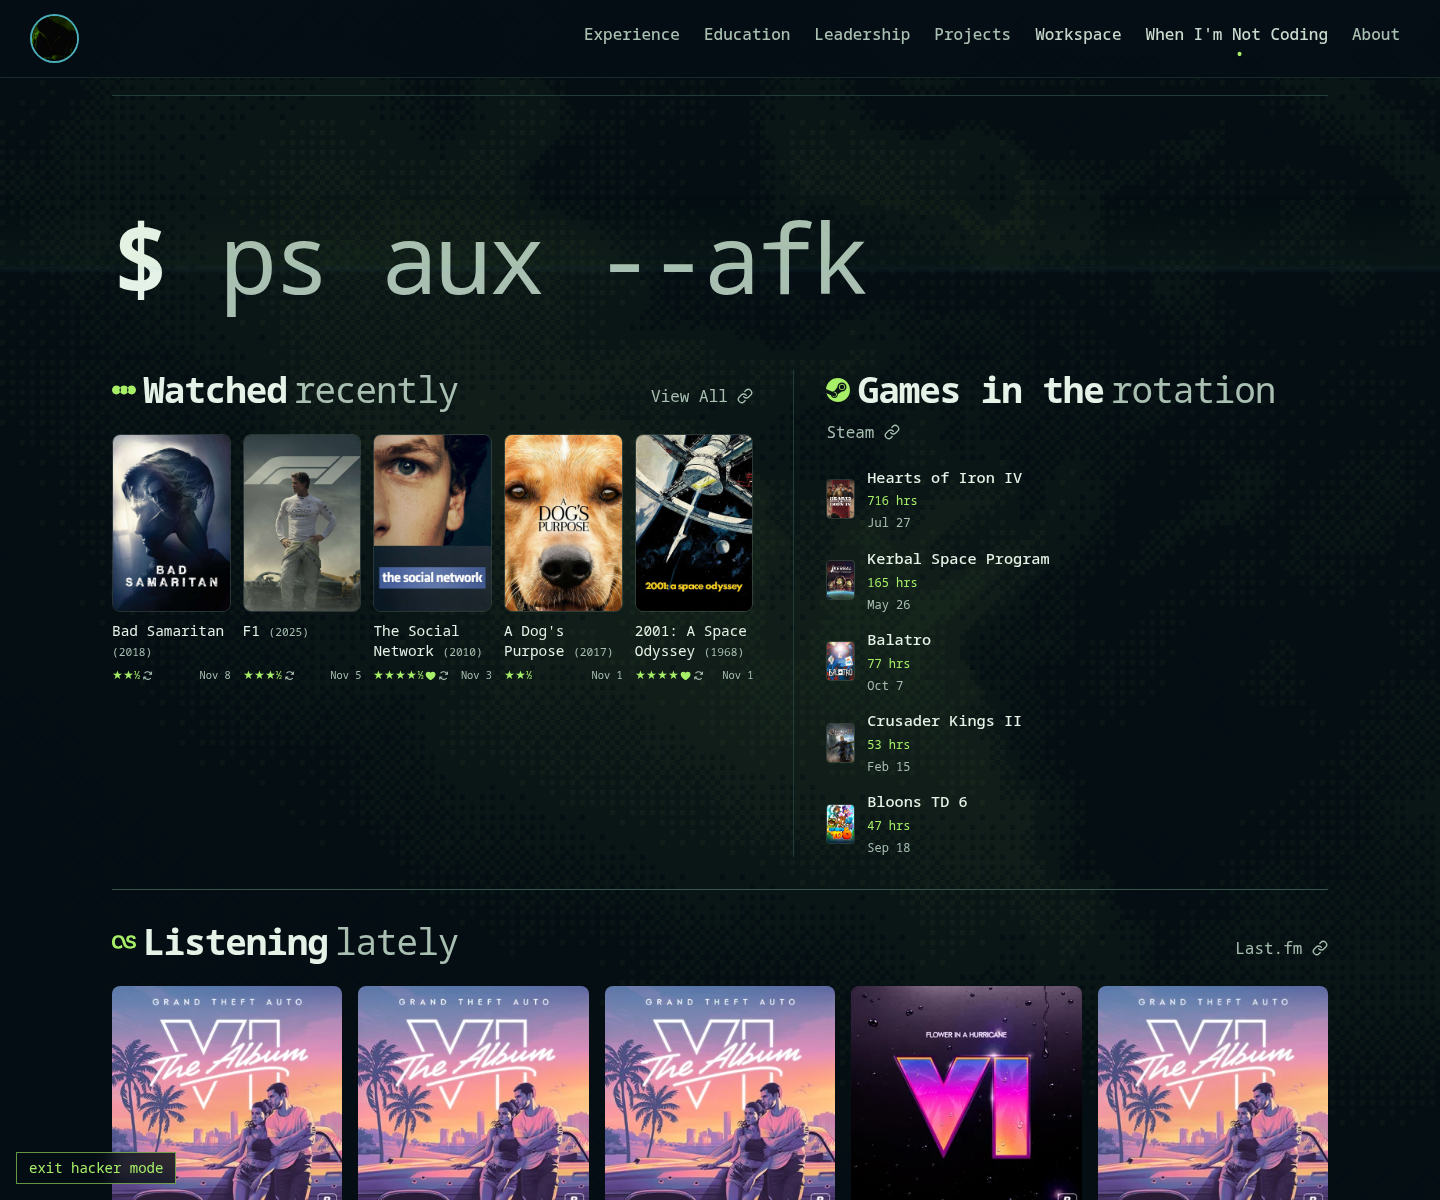 Experience Education Leadership Projects Workspace When I'm Not Coding About
$ ps aux --afk
Watched recently
View All
BAD
SAMARITAN
A
DOG'S
PURPOSE
the social network
2001: a space odyssey
Bad Samaritan
(2018)
★★½ Nov 8
F1 (2025)
★★★½ Nov 5
The Social
Network (2010)
★★★★½ Nov 3
A Dog's
Purpose (2017)
★★½ Nov 1
2001: A Space
Odyssey (1968)
★★★★ Nov 1
Games in the rotation
Steam
Hearts of Iron IV
716 hrs
Jul 27
Kerbal Space Program
165 hrs
May 26
Balatro
77 hrs
Oct 7
Crusader Kings II
53 hrs
Feb 15
Bloons TD 6
47 hrs
Sep 18
Listening lately
Last.fm
GRAND THEFT AUTO
VI
The Album
GRAND THEFT AUTO
VI
The Album
GRAND THEFT AUTO
VI
The Album
FLOWER IN A HURRICANE
VI
GRAND THEFT AUTO
VI
The Album
exit hacker mode